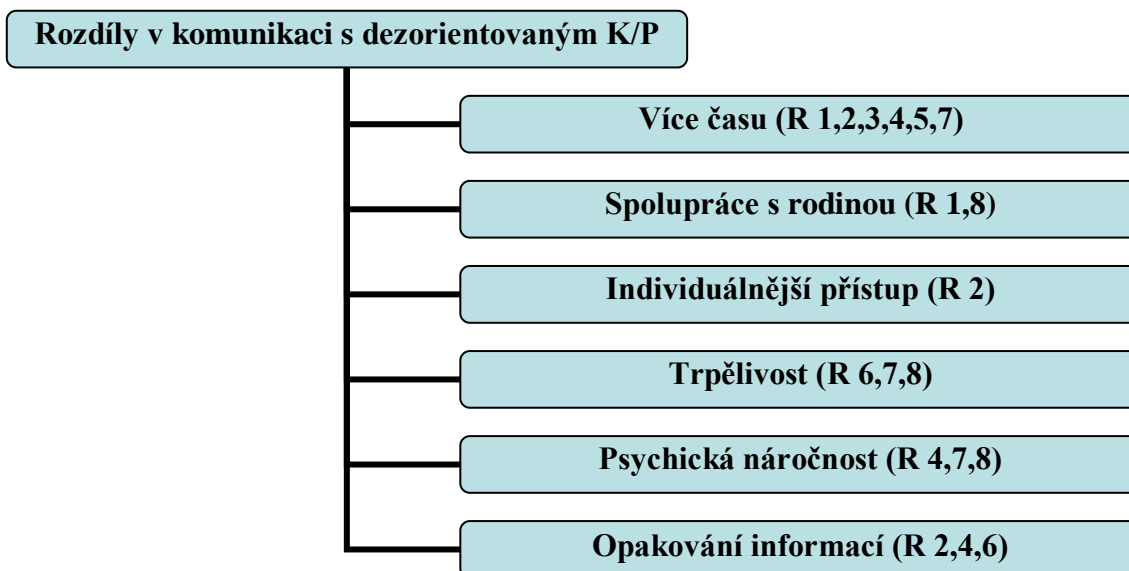 Rozdíly v komunikaci s dezorientovaným K/P
Více času (R 1,2,3,4,5,7)
Spolupráce s rodinou (R 1,8)
Individuálnější přístup (R 2)
Trpělivost (R 6,7,8)
Psychická náročnost (R 4,7,8)
Opakování informací (R 2,4,6)